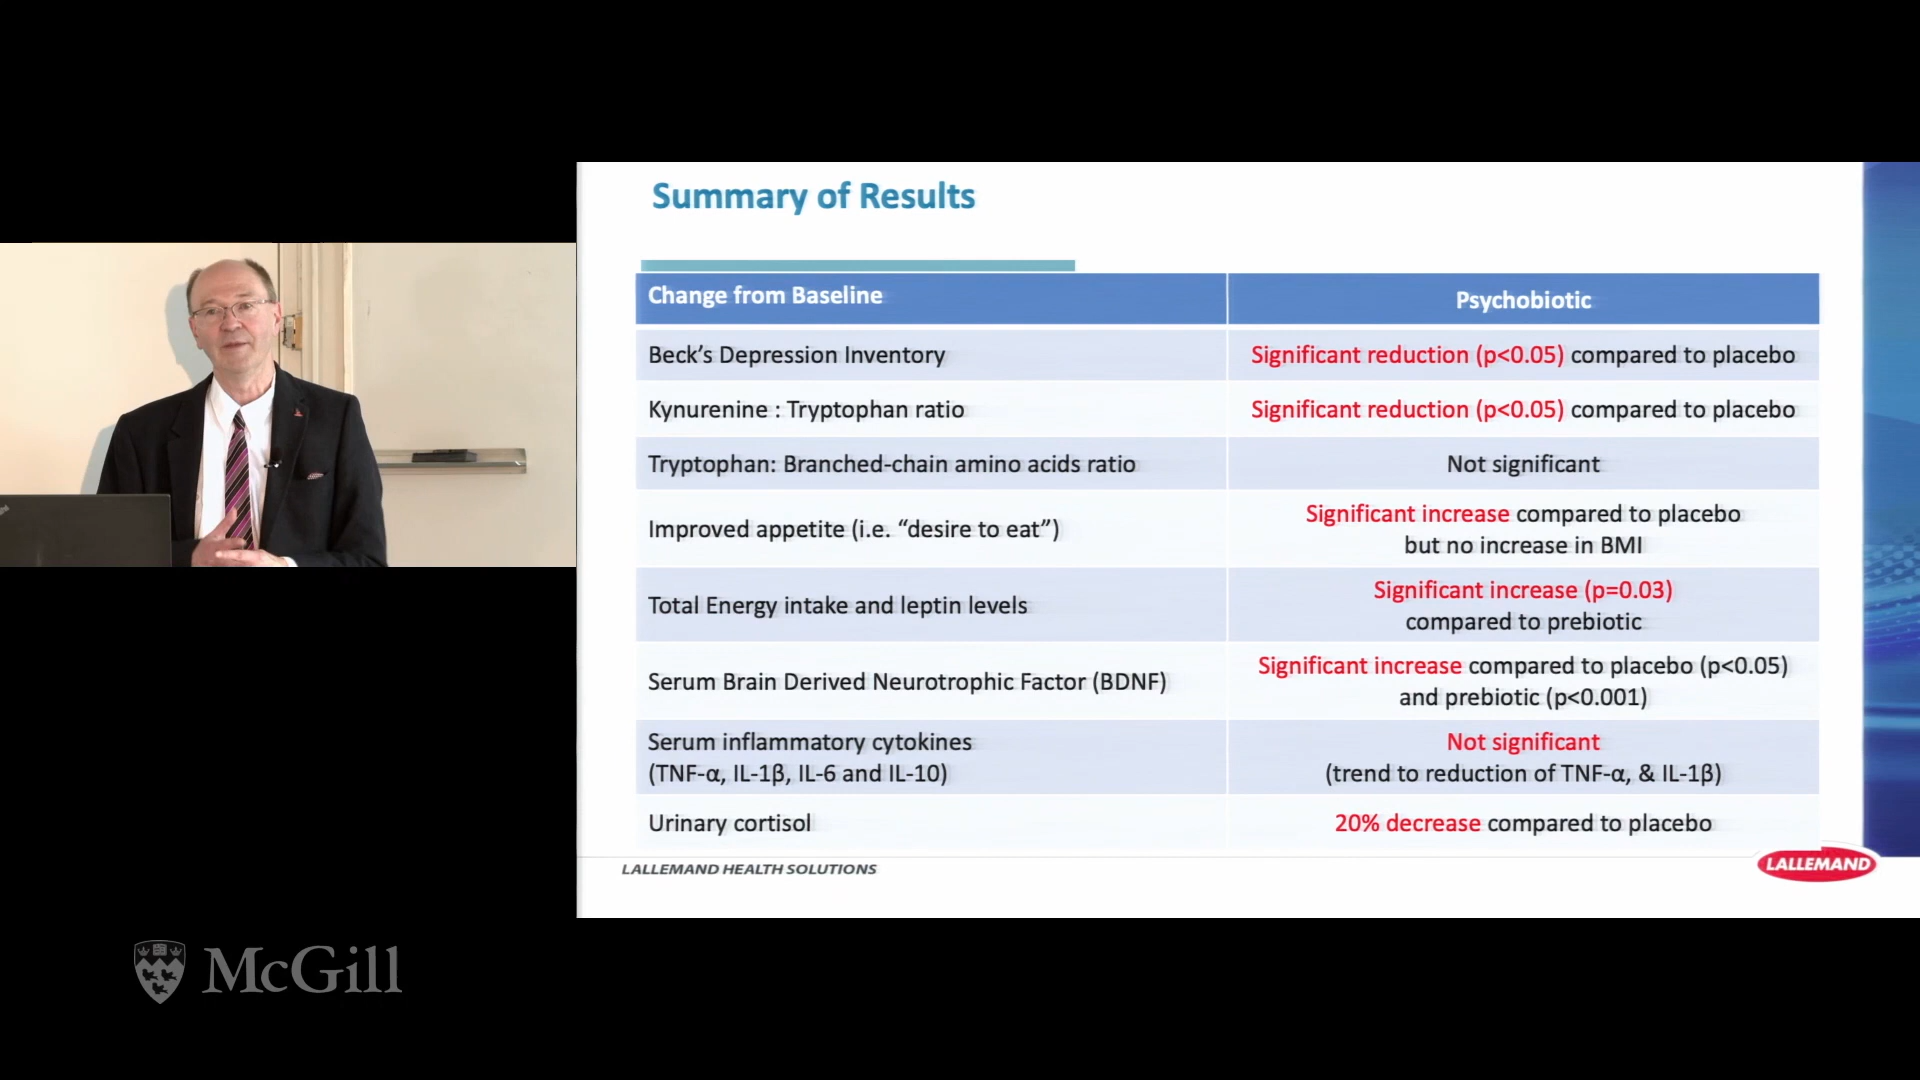 Summary of Results
Change from Baseline
Psychobiotic
Beck’s Depression Inventory
Significant reduction (p<0.05) compared to placebo
Kynurenine : Tryptophan ratio
Significant reduction (p<0.05) compared to placebo
Tryptophan: Branched-chain amino acids ratio
Not significant
Improved appetite (i.e. “desire to eat”)
Significant increase compared to placebo
but no increase in BMI
Total Energy intake and leptin levels
Significant increase (p=0.03)
compared to prebiotic
Serum Brain Derived Neurotrophic Factor (BDNF)
Significant increase compared to placebo (p<0.05)
and prebiotic (p<0.001)
Serum inflammatory cytokines
(TNF-α, IL-1β, IL-6 and IL-10)
Not significant
(trend to reduction of TNF-α, & IL-1β)
Urinary cortisol
20% decrease compared to placebo
LALLEMAND HEALTH SOLUTIONS
LALLEMAND
McGill